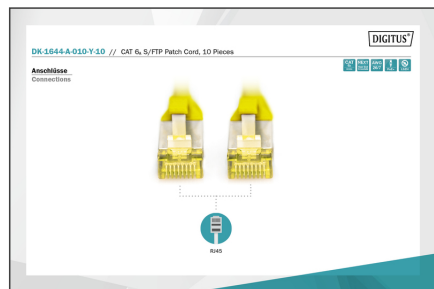 DIGITUS®
DK-1644-A-010-Y-10 // CAT 6A S/FTP Patch Cord, 10 Pieces
Anschlüsse
Connections
RJ45